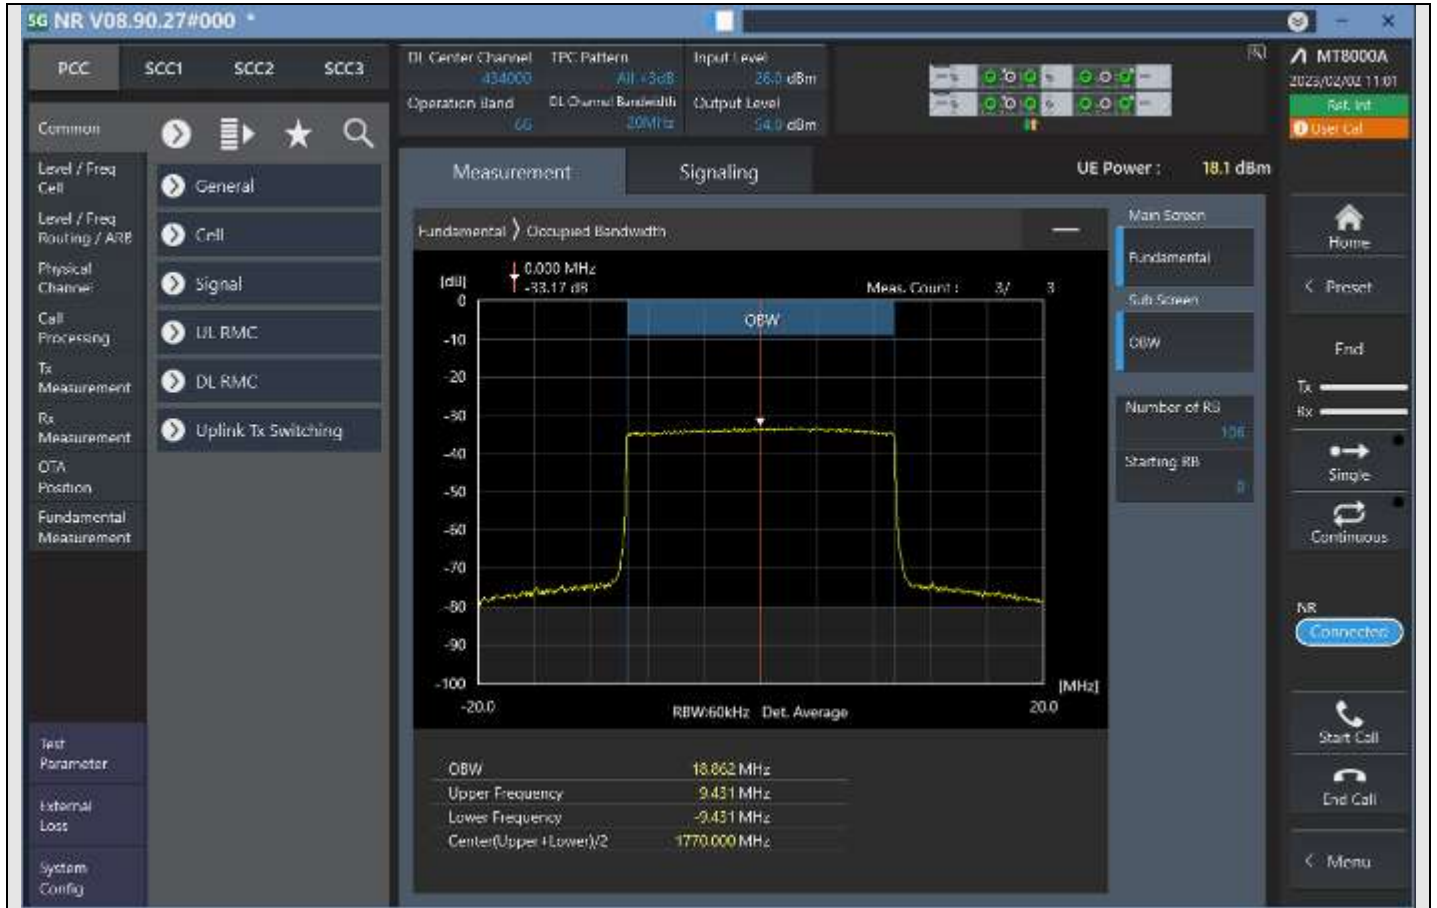 5G NR V08.90.27#000 *
PCC SCC1 SCC2 SCC3
DL Center Channel 434000
TPC Pattern All +3dB
Input Level 26.0 dBm
Operation Band 66
DL Channel Bandwidth 20MHz
Output Level -54.0 dBm
MT8000A
2023/02/02 11:01
Ref. Int
User Cal
Common
Level / Freq
Cell
Level / Freq
Routing / ARB
Physical
Channel
Call
Processing
Tx
Measurement
Rx
Measurement
OTA
Position
Fundamental
Measurement
Test
Parameter
External
Loss
System
Config
General
Cell
Signal
UL RMC
DL RMC
Uplink Tx Switching
Measurement Signaling
UE Power : 18.1 dBm
Fundamental > Occupied Bandwidth
[dB]
0.000 MHz
-33.17 dB
Meas. Count : 3/ 3
OBW
0
-10
-20
-30
-40
-50
-60
-70
-80
-90
-100
[MHz]
-20.0 20.0
RBW:60kHz Det. Average
OBW 18.862 MHz
Upper Frequency 9.431 MHz
Lower Frequency -9.431 MHz
Center(Upper+Lower)/2 1770.000 MHz
Main Screen
Fundamental
Sub Screen
OBW
Number of RB
106
Starting RB
0
Home
< Preset
End
Tx
Rx
Single
Continuous
NR
Connected
Start Call
End Call
< Menu